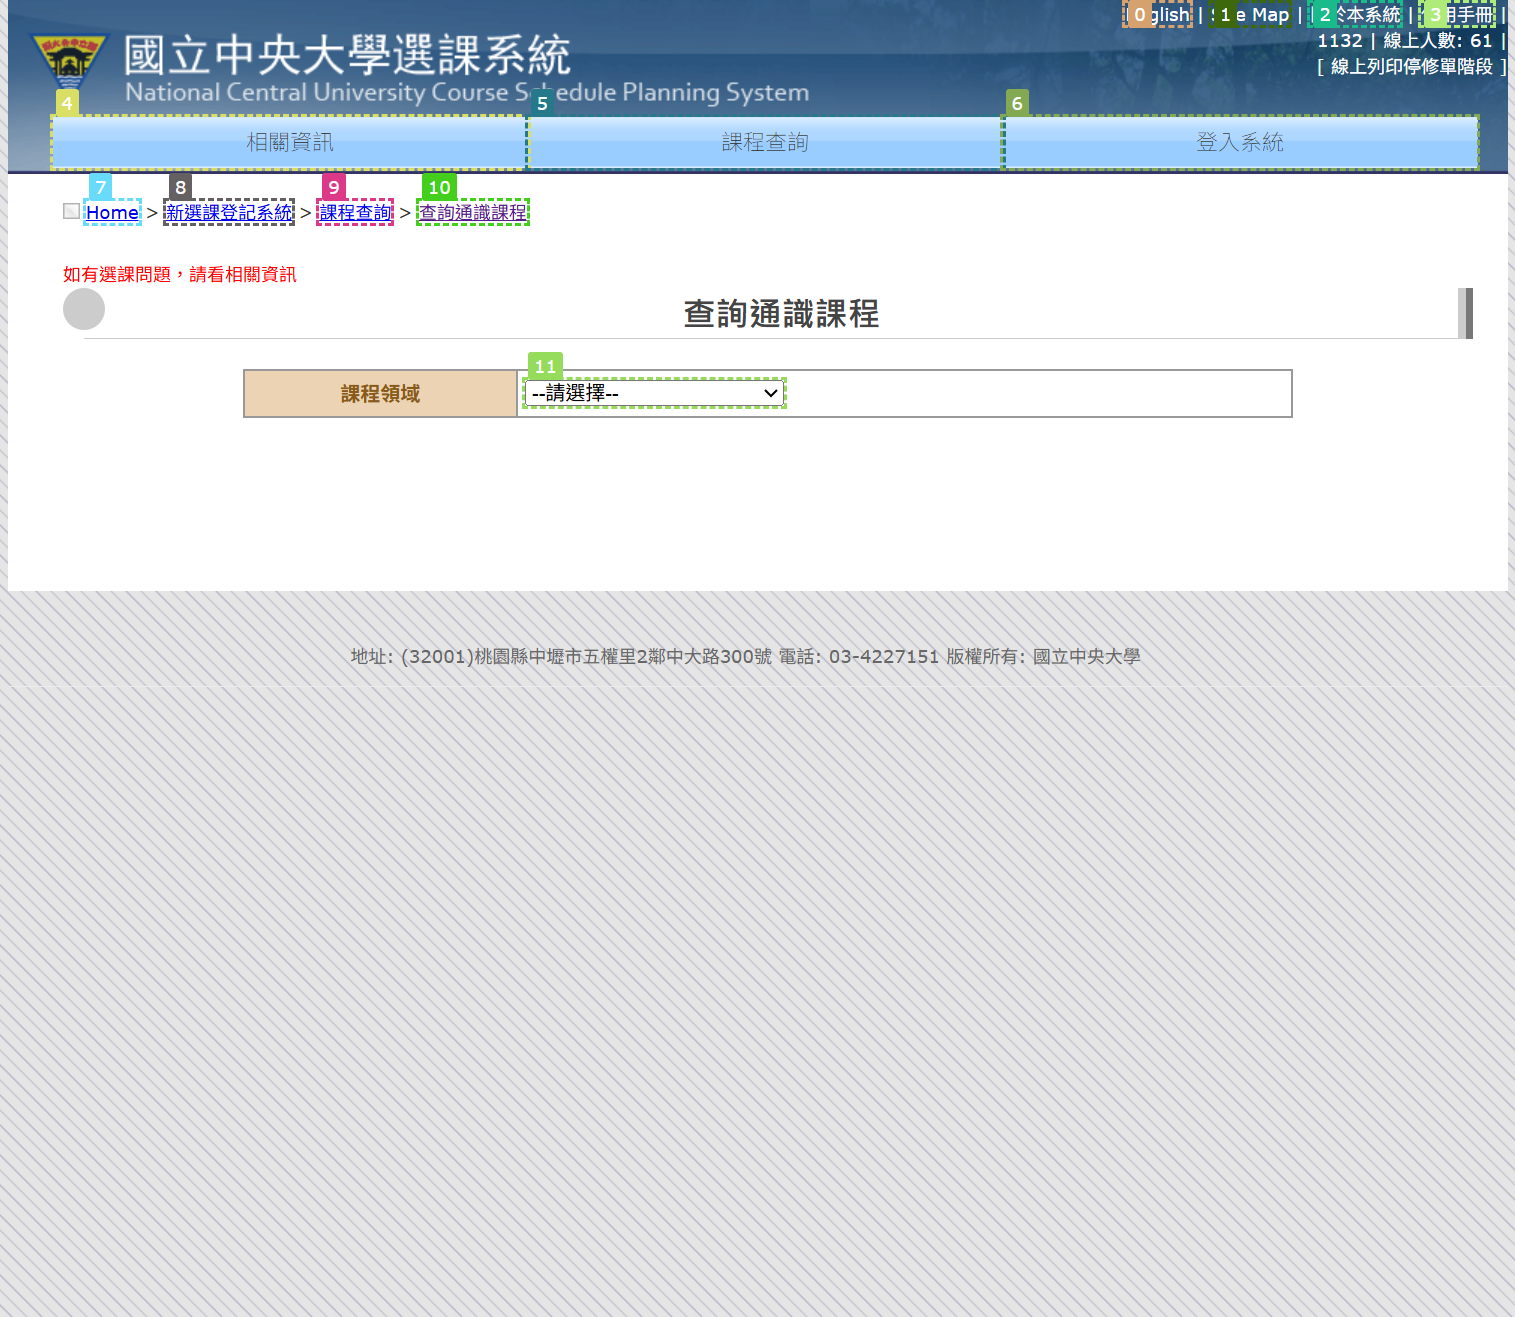 English | Site Map | 關於本系統 | 使用手冊 |
1132 | 線上人數: 61 |
[ 線上列印停修單階段 ]
國立中央大學選課系統
National Central University Course Schedule Planning System
0 1 2 3
4 5 6
相關資訊 課程查詢 登入系統
7 8 9 10
Home > 新選課登記系統 > 課程查詢 > 查詢通識課程
如有選課問題，請看相關資訊
查詢通識課程
11
課程領域 --請選擇--
地址: (32001)桃園縣中壢市五權里2鄰中大路300號 電話: 03-4227151 版權所有: 國立中央大學